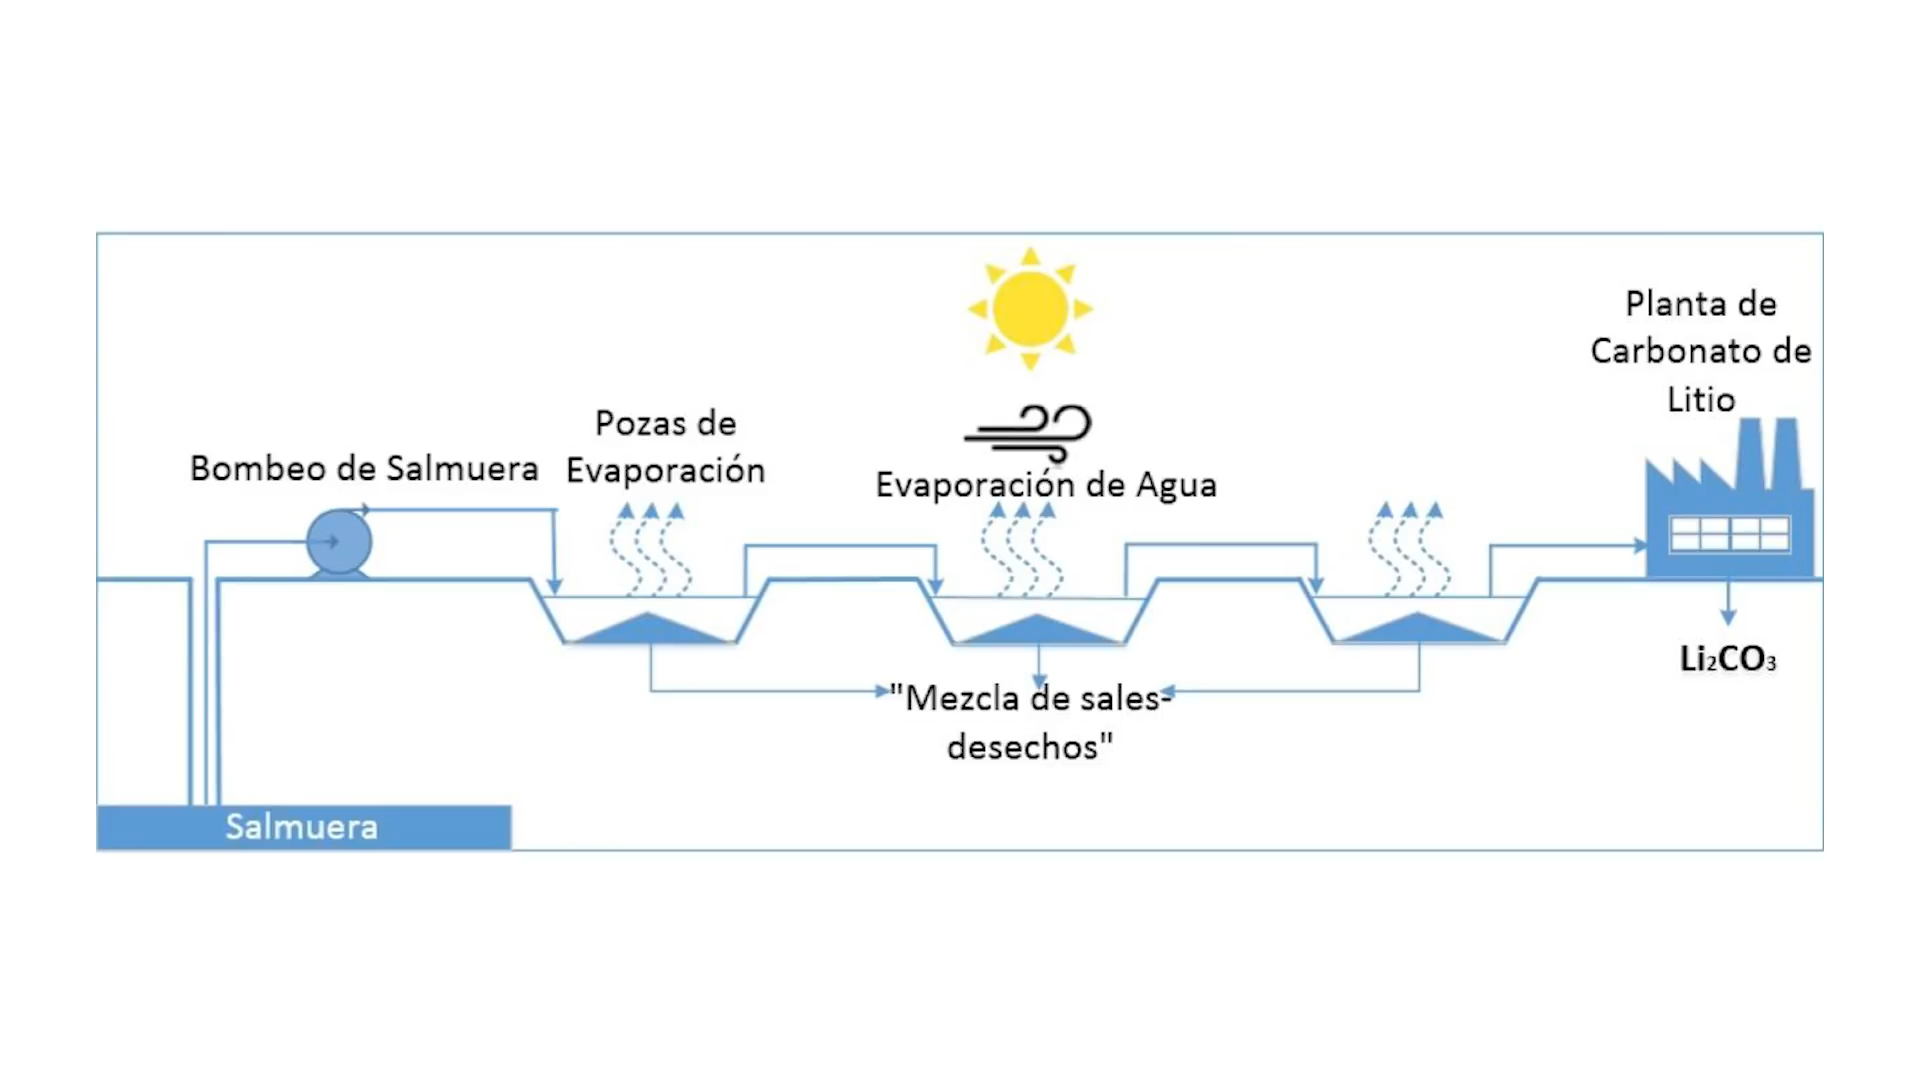 Planta de
Carbonato de
Litio
Pozas de
Evaporación
Bombeo de Salmuera
Evaporación de Agua
Li₂CO₃
"Mezcla de sales-
desechos"
Salmuera